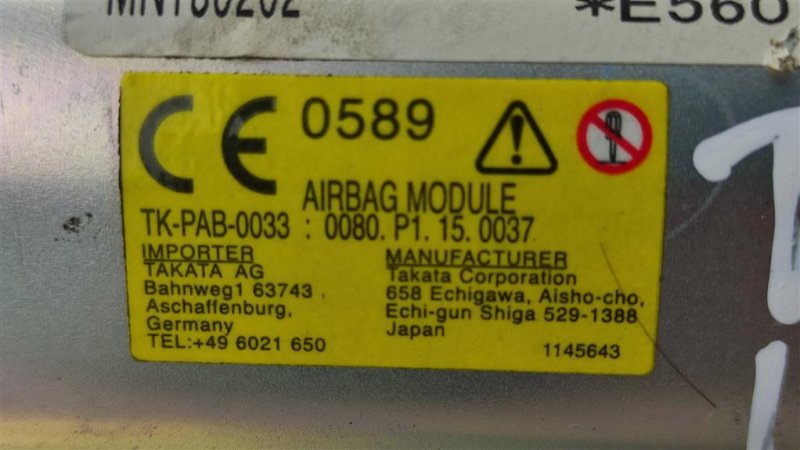 *E560
CE 0589
AIRBAG MODULE
TK-PAB-0033 : 0080. P1. 15. 0037
IMPORTER
TAKATA AG
Bahnweg1 63743
Aschaffenburg,
Germany
TEL:+49 6021 650
MANUFACTURER
Takata Corporation
658 Echigawa, Aisho-cho,
Echi-gun Shiga 529-1388
Japan
1145643